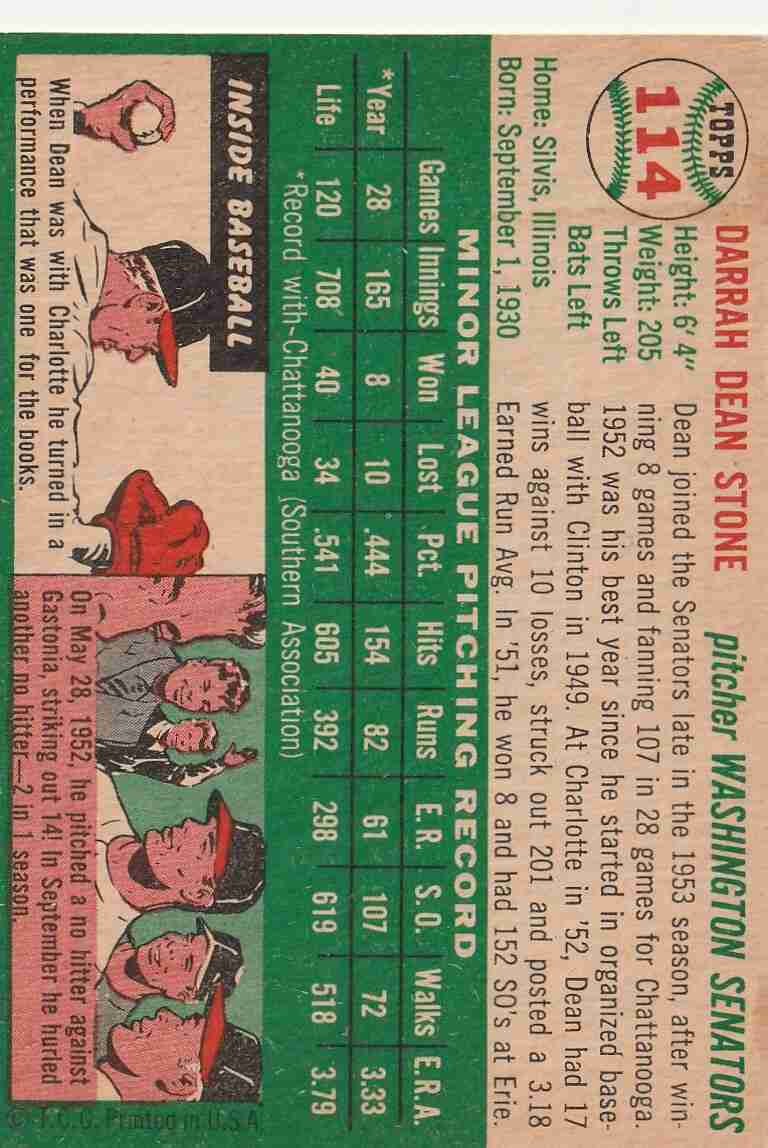 TOPPS
114
DARRAH DEAN STONE
pitcher WASHINGTON SENATORS
Height: 6'4"
Weight: 205
Throws Left
Bats Left
Home: Silvis, Illinois
Born: September 1, 1930
Dean joined the Senators late in the 1953 season, after win-
ning 8 games and fanning 107 in 28 games for Chattanooga.
1952 was his best year since he started in organized base-
ball with Clinton in 1949. At Charlotte in '52, Dean had 17
wins against 10 losses, struck out 201 and posted a 3.18
Earned Run Avg. In '51, he won 8 and had 152 SO's at Erie.
MINOR LEAGUE PITCHING RECORD
Games Innings Won Lost Pct. Hits Runs E.R. S.O. Walks E.R.A.
*Year 28 165 8 10 .444 154 82 61 107 72 3.33
Life 120 708 40 34 .541 605 392 298 619 518 3.79
*Record with-Chattanooga (Southern Association)
INSIDE BASEBALL
When Dean was with Charlotte he turned in a
performance that was one for the books.
On May 28, 1952, he pitched a no hitter against
Gastonia, striking out 14! In September he hurled
another no hitter—2 in 1 season.
© T.C.G. Printed in U.S.A.